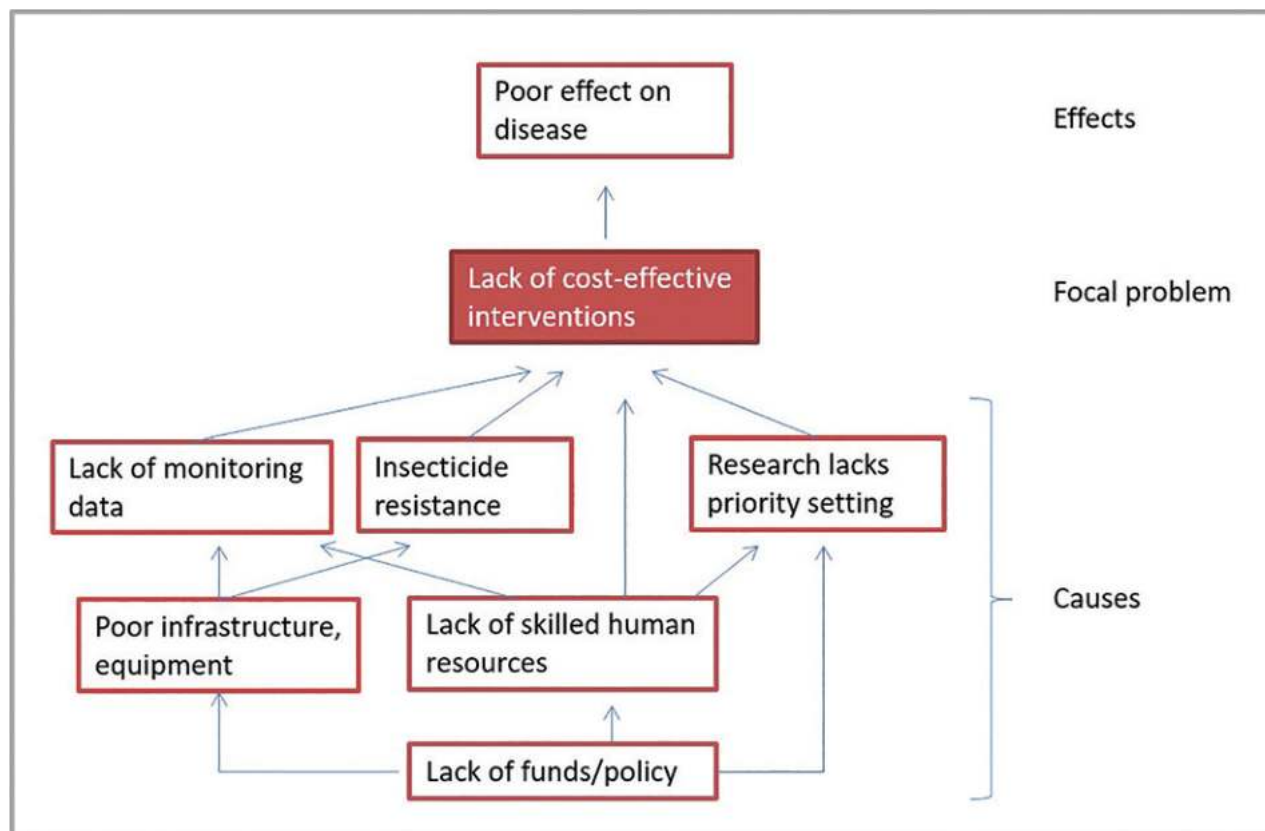 Poor effect on
disease
Effects
Lack of cost-effective
interventions
Focal problem
Lack of monitoring
data
Insecticide
resistance
Research lacks
priority setting
Causes
Poor infrastructure,
equipment
Lack of skilled human
resources
Lack of funds/policy